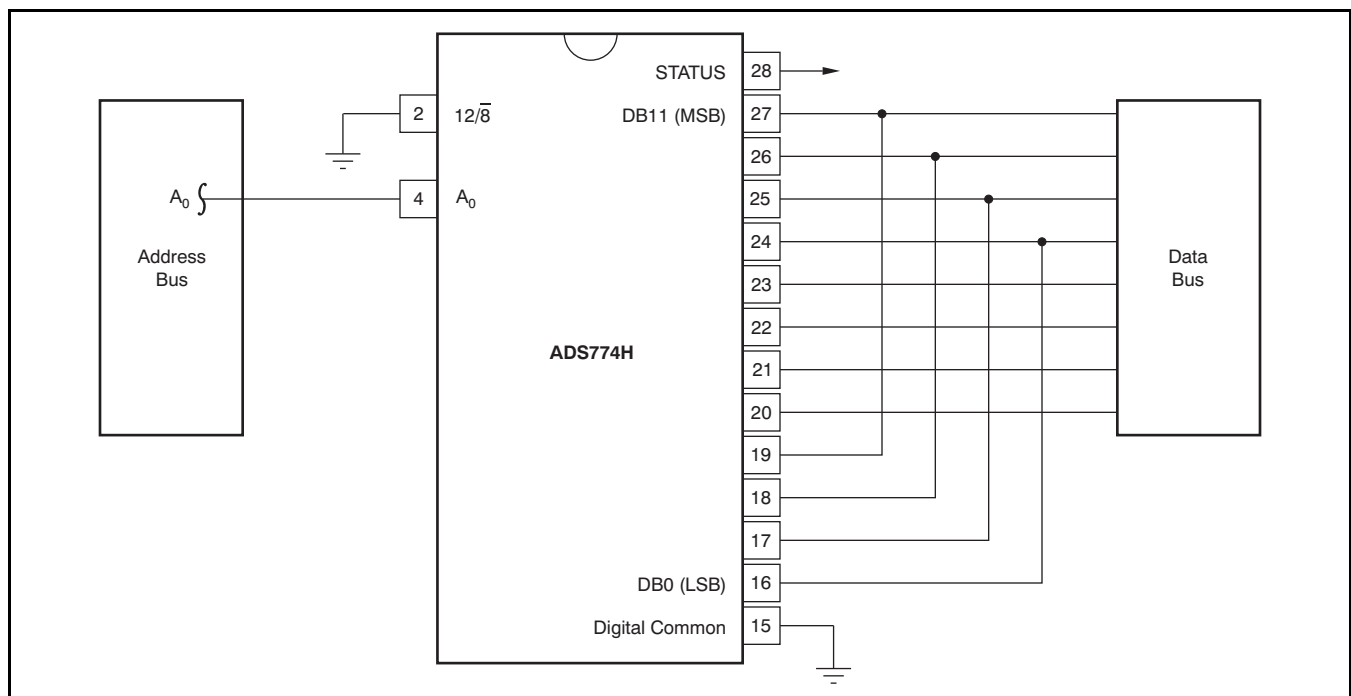 STATUS 28
2 12/8̅ DB11 (MSB) 27
26
A₀ 4 A₀ 25
24
Address
Bus
Data
Bus
23
22
ADS774H
21
20
19
18
17
DB0 (LSB) 16
Digital Common 15